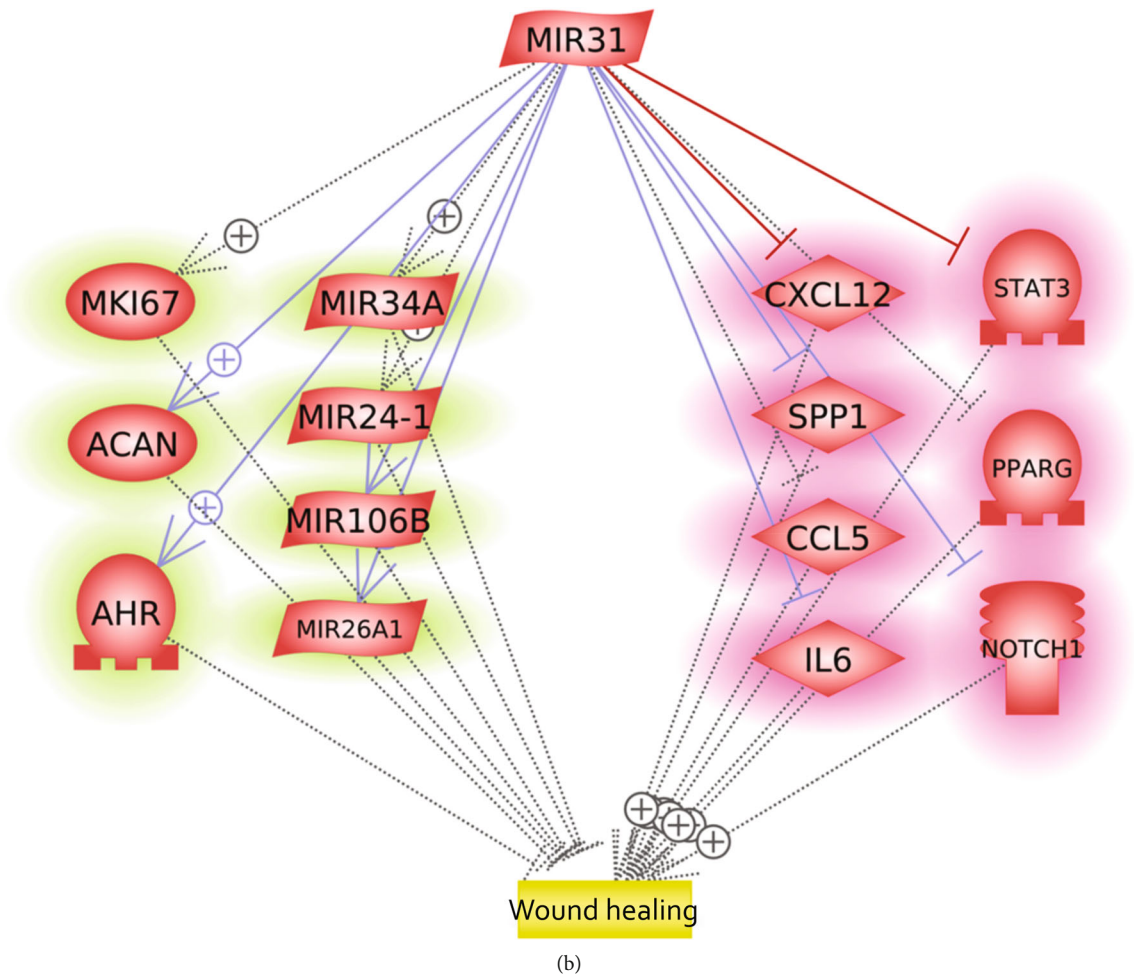 MIR31
MKI67
MIR34A
CXCL12
STAT3
ACAN
MIR24-1
SPP1
PPARG
AHR
MIR106B
CCL5
NOTCH1
MIR26A1
IL6
Wound healing
(b)